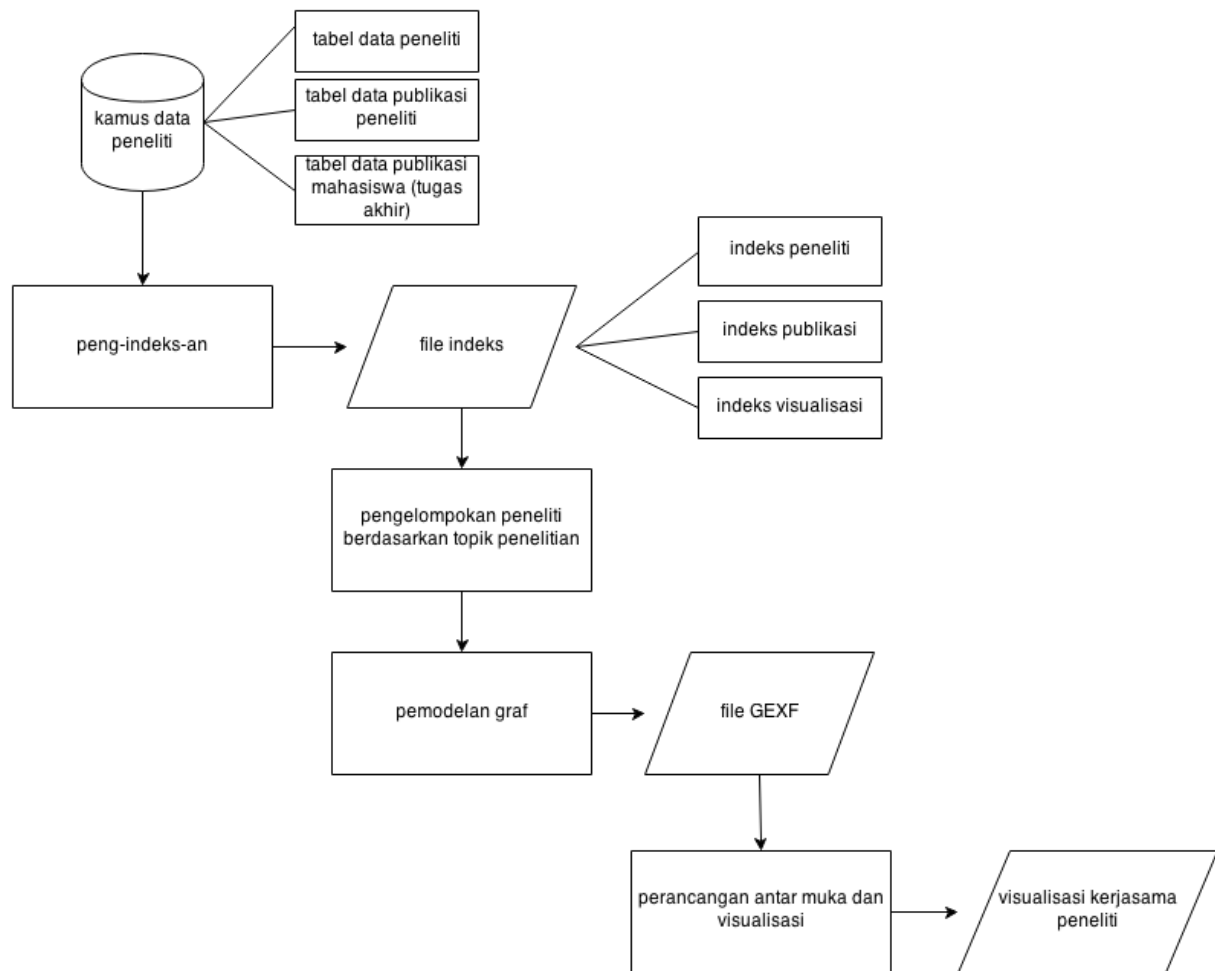 tabel data peneliti
kamus data
peneliti
tabel data publikasi
peneliti
tabel data publikasi
mahasiswa (tugas
akhir)
indeks peneliti
peng-indeks-an
file indeks
indeks publikasi
indeks visualisasi
pengelompokan peneliti
berdasarkan topik penelitian
pemodelan graf
file GEXF
perancangan antar muka dan
visualisasi
visualisasi kerjasama
peneliti